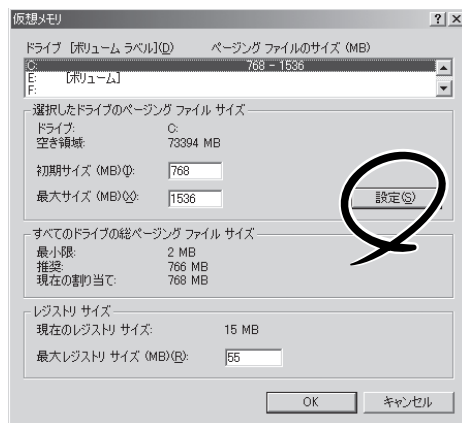 仮想メモリ
ドライブ [ボリューム ラベル](D) ページング ファイルのサイズ (MB)
C: 768 - 1536
E: [ボリューム]
F:
選択したドライブのページング ファイル サイズ
ドライブ: C:
空き領域: 73394 MB
初期サイズ (MB)(I): 768
最大サイズ (MB)(X): 1536
設定(S)
すべてのドライブの総ページング ファイル サイズ
最小限: 2 MB
推奨: 766 MB
現在の割り当て: 768 MB
レジストリ サイズ
現在のレジストリ サイズ: 15 MB
最大レジストリ サイズ (MB)(R): 55
OK キャンセル